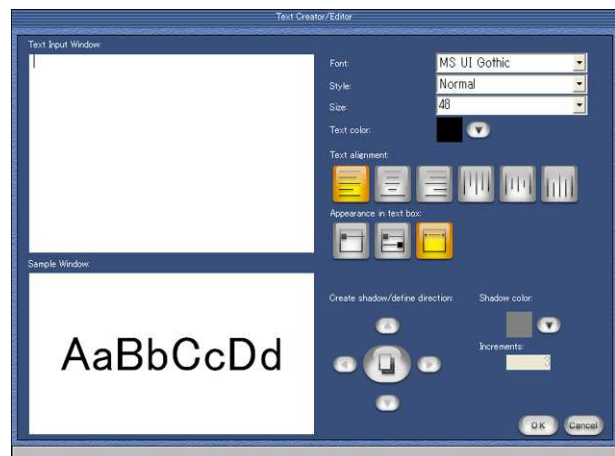 Text Creator/Editor
Text Input Window:
Font:
MS UI Gothic
Style:
Normal
Size:
48
Text color:
Text alignment:
Appearance in text box:
Sample Window:
AaBbCcDd
Create shadow/define direction:
Shadow color:
Increments:
OK
Cancel